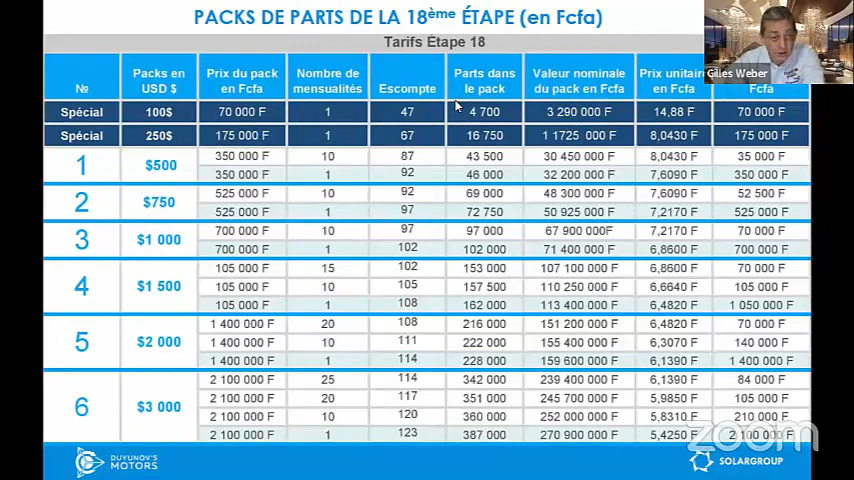 PACKS DE PARTS DE LA 18ème ÉTAPE (en Fcfa)
Tarifs Étape 18
№ Packs en USD $ Prix du pack en Fcfa Nombre de mensualités Escompte Parts dans le pack Valeur nominale du pack en Fcfa Prix unitaire en Fcfa Fcfa
Gilles Weber
Spécial 100$ 70 000 F 1 47 4 700 3 290 000 F 14,88 F 70 000 F
Spécial 250$ 175 000 F 1 67 16 750 1 1725 000 F 8,0430 F 175 000 F
1 $500 350 000 F 10 87 43 500 30 450 000 F 8,0430 F 35 000 F
350 000 F 1 92 46 000 32 200 000 F 7,6090 F 350 000 F
2 $750 525 000 F 10 92 69 000 48 300 000 F 7,6090 F 52 500 F
525 000 F 1 97 72 750 50 925 000 F 7,2170 F 525 000 F
3 $1 000 700 000 F 10 97 97 000 67 900 000F 7,2170 F 70 000 F
700 000 F 1 102 102 000 71 400 000 F 6,8600 F 700 000 F
4 $1 500 105 000 F 15 102 153 000 107 100 000 F 6,8600 F 70 000 F
105 000 F 10 105 157 500 110 250 000 F 6,6640 F 105 000 F
105 000 F 1 108 162 000 113 400 000 F 6,4820 F 1 050 000 F
5 $2 000 1 400 000 F 20 108 216 000 151 200 000 F 6,4820 F 70 000 F
1 400 000 F 10 111 222 000 155 400 000 F 6,3070 F 140 000 F
1 400 000 F 1 114 228 000 159 600 000 F 6,1390 F 1 400 000 F
6 $3 000 2 100 000 F 25 114 342 000 239 400 000 F 6,1390 F 84 000 F
2 100 000 F 20 117 351 000 245 700 000 F 5,9850 F 105 000 F
2 100 000 F 10 120 360 000 252 000 000 F 5,8310 F 210 000 F
2 100 000 F 1 123 387 000 270 900 000 F 5,4250 F 2 100 000 F
zoom
DUYUNOV'S
MOTORS
SOLARGROUP